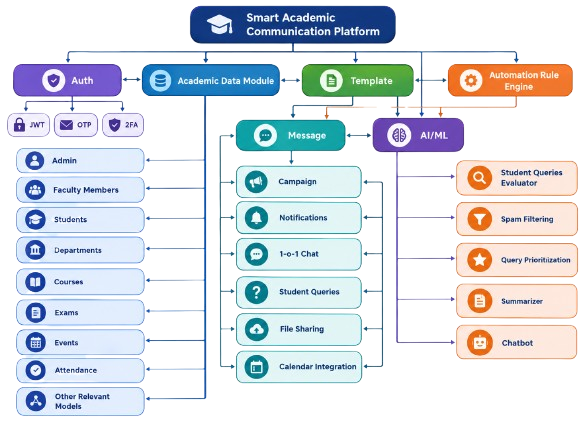 Smart Academic
Communication Platform
Auth
Academic Data Module
Template
Automation Rule
Engine
JWT
OTP
2FA
Message
AI/ML
Admin
Faculty Members
Students
Departments
Courses
Exams
Events
Attendance
Other Relevant
Models
Campaign
Notifications
1-o-1 Chat
Student Queries
File Sharing
Calendar Integration
Student Queries
Evaluator
Spam Filtering
Query Prioritization
Summarizer
Chatbot